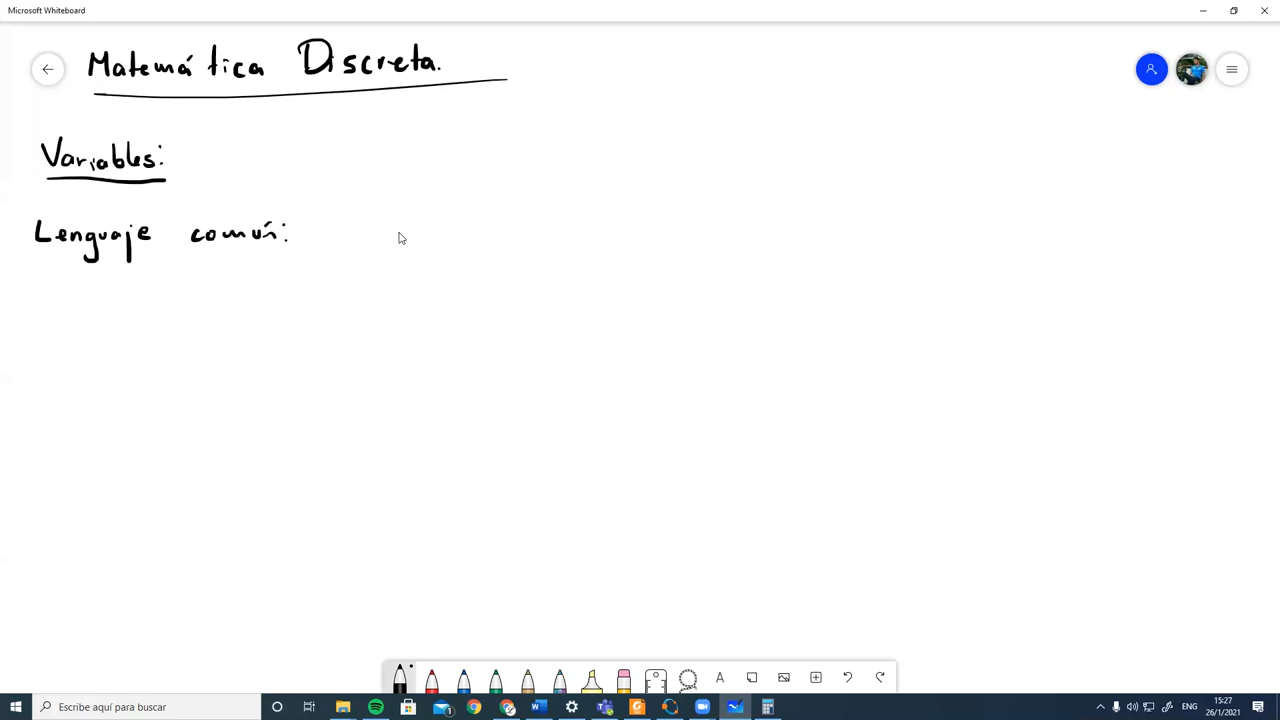 Microsoft Whiteboard
Matemática Discreta.
Variables:
Lenguaje común:
A
W
Escribe aquí para buscar
ENG
15:27
26/1/2021